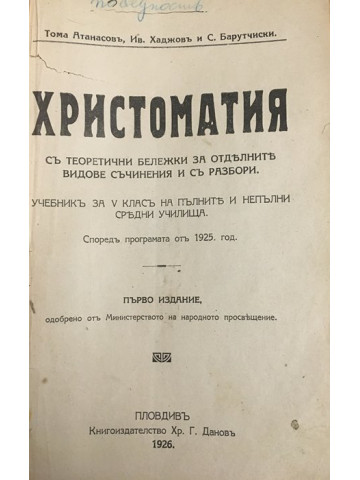 Тома Атанасовъ, Ив. Хаджовъ и С. Барутчиски.
ХРИСТОМАТИЯ
СЪ ТЕОРЕТИЧНИ БЕЛЕЖКИ ЗА ОТДѢЛНИТѢ
ВИДОВЕ СЪЧИНЕНИЯ И СЪ РАЗБОРИ.
УЧЕБНИКЪ ЗА V КЛАСЪ НА ПЪЛНИТѢ И НЕПЪЛНИ
СРѢДНИ УЧИЛИЩА.
Споредъ програмата отъ 1925. год.
ПЪРВО ИЗДАНИЕ,
одобрено отъ Министерството на народното просвѣщение.
ПЛОВДИВЪ
Книгоиздателство Хр. Г. Дановъ
1926.